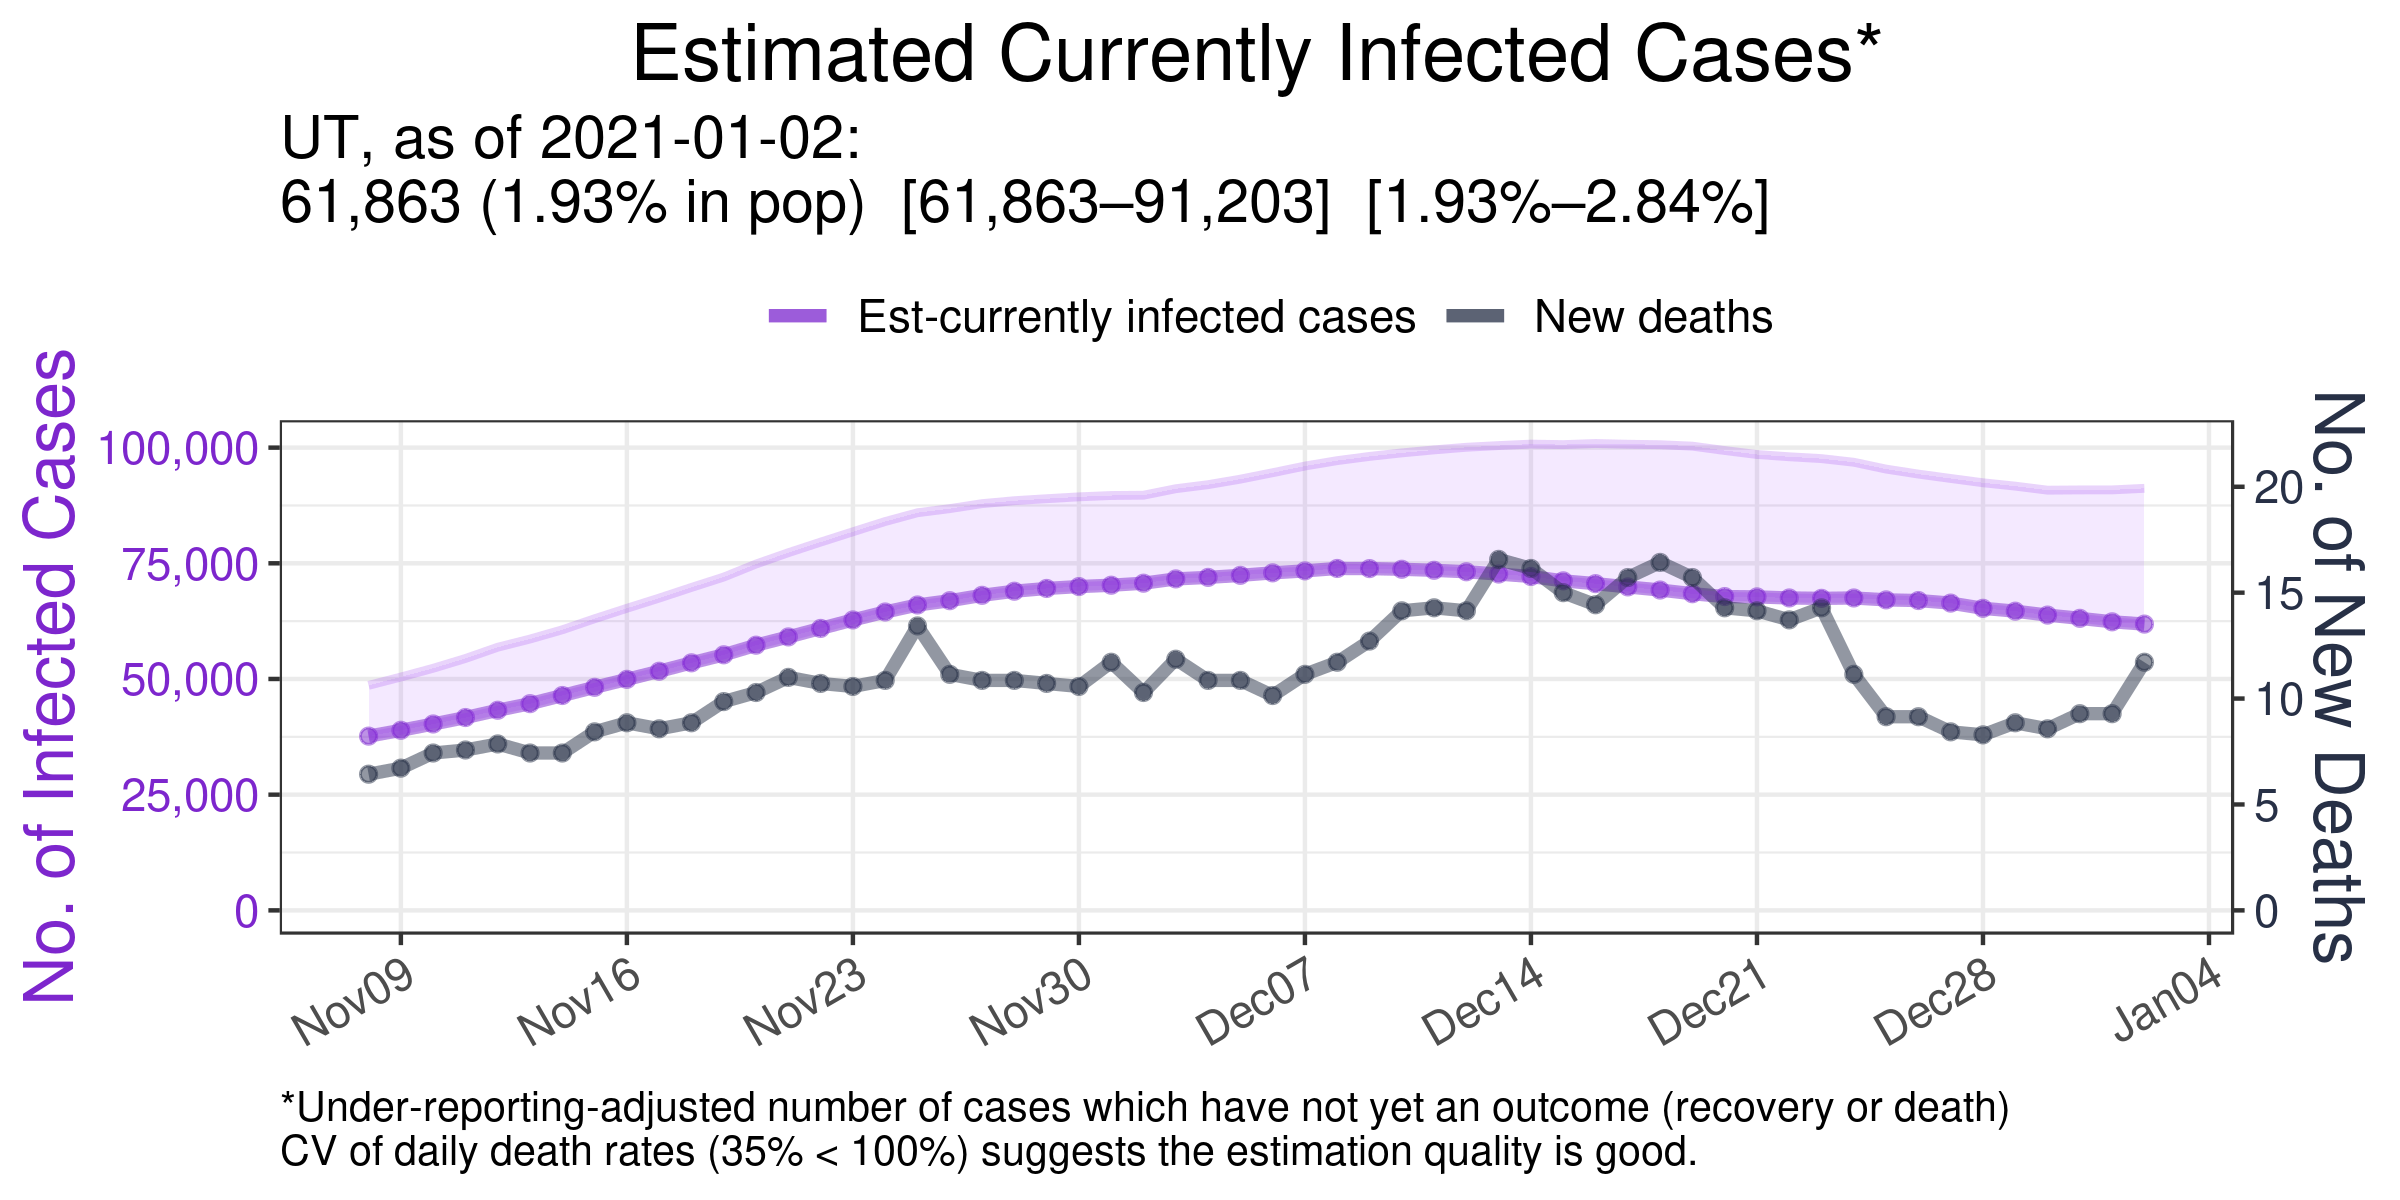 Estimated Currently Infected Cases*
UT, as of 2021-01-02:
61,863 (1.93% in pop)  [61,863–91,203]  [1.93%–2.84%]
Est-currently infected cases
New deaths
No. of Infected Cases
100,000
75,000
50,000
25,000
0
No. of New Deaths
20
15
10
5
0
Nov09
Nov16
Nov23
Nov30
Dec07
Dec14
Dec21
Dec28
Jan04
*Under-reporting-adjusted number of cases which have not yet an outcome (recovery or death)
CV of daily death rates (35% < 100%) suggests the estimation quality is good.